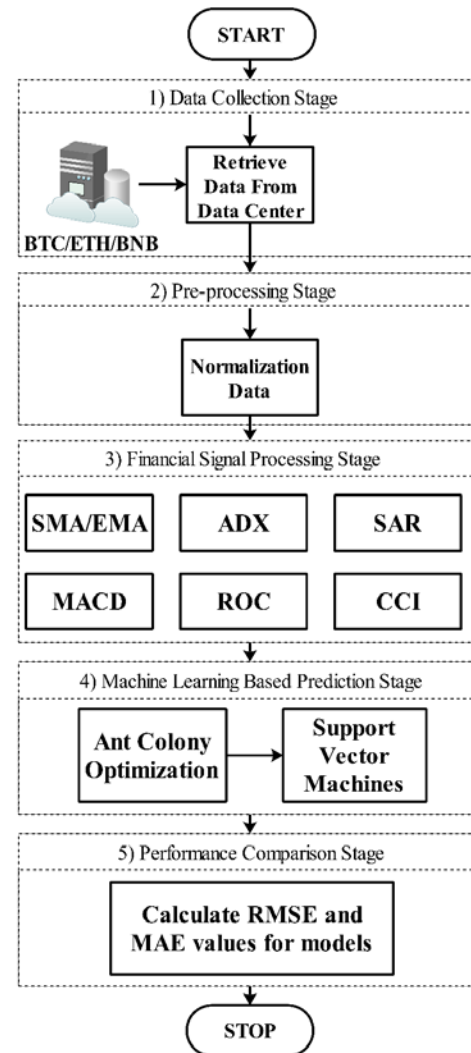 START
1) Data Collection Stage
Retrieve
Data From
Data Center
BTC/ETH/BNB
2) Pre-processing Stage
Normalization
Data
3) Financial Signal Processing Stage
SMA/EMA
ADX
SAR
MACD
ROC
CCI
4) Machine Learning Based Prediction Stage
Ant Colony
Optimization
Support
Vector
Machines
5) Performance Comparison Stage
Calculate RMSE and
MAE values for models
STOP